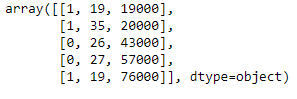 array([[1, 19, 19000],
       [1, 35, 20000],
       [0, 26, 43000],
       [0, 27, 57000],
       [1, 19, 76000]], dtype=object)